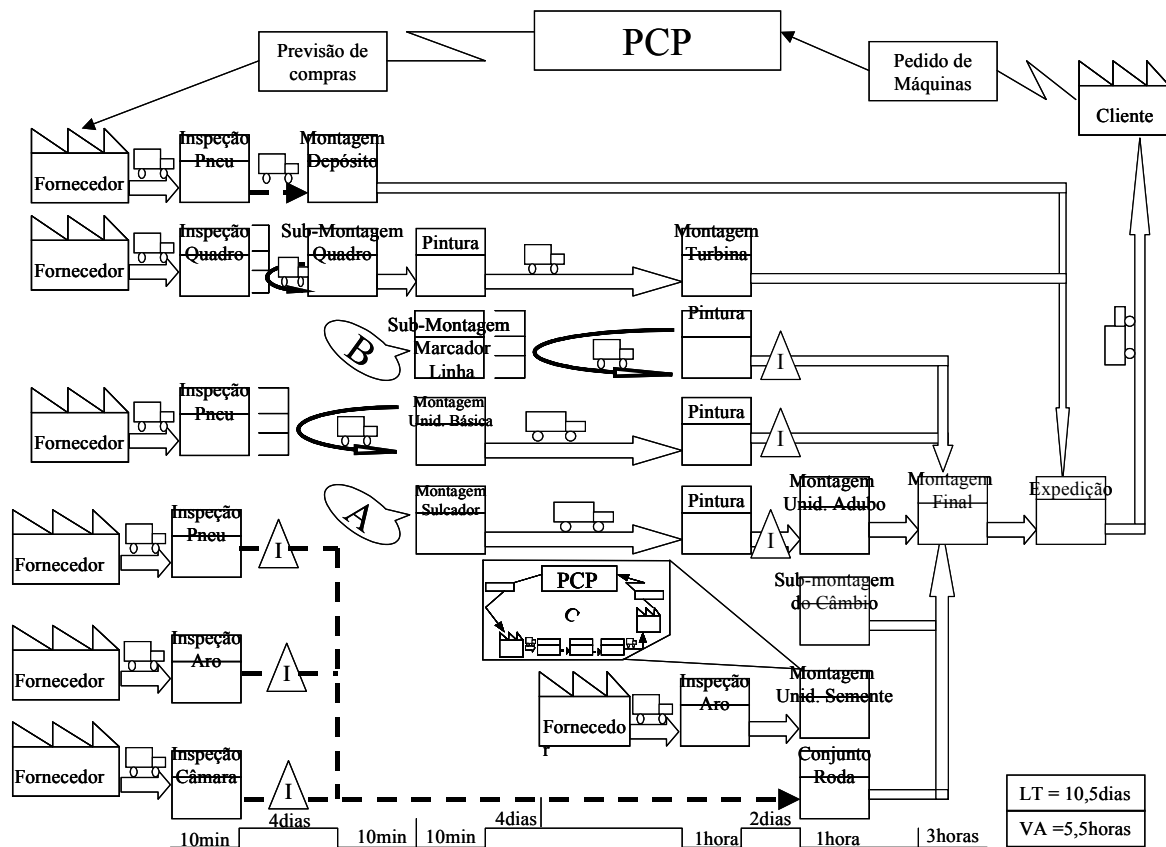 PCP
Previsão de
compras
Pedido de
Máquinas
Cliente
Fornecedor
Inspeção
Pneu
Montagem
Depósito
Fornecedor
Inspeção
Quadro
Sub-Montagem
Quadro
Pintura
Montagem
Turbina
B
Sub-Montagem
Marcador
Linha
Pintura
I
Fornecedor
Inspeção
Pneu
Montagem
Unid. Básica
Pintura
I
A
Montagem
Sulcador
Pintura
I
Montagem
Unid. Adubo
Montagem
Final
Expedição
Fornecedor
Inspeção
Pneu
I
PCP
C
Sub-montagem
do Câmbio
Fornecedor
Inspeção
Aro
I
Fornecedo
r
Inspeção
Aro
Montagem
Unid. Semente
Fornecedor
Inspeção
Câmara
I
Conjunto
Roda
LT = 10,5dias
VA =5,5horas
10min
4dias
10min
10min
4dias
1hora
2dias
1hora
3horas